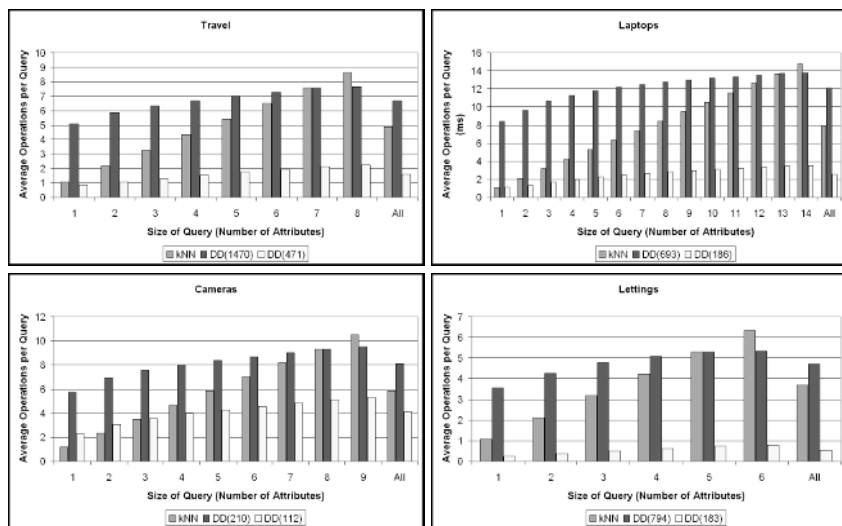 Travel
Average Operations per Query
10
9
8
7
6
5
4
3
2
1
0
1 2 3 4 5 6 7 8 All
Size of Query (Number of Attributes)
kNN DD(1470) DD(471)
Laptops
Average Operations per Query
(ms)
16
14
12
10
8
6
4
2
0
1 2 3 4 5 6 7 8 9 10 11 12 13 14 All
Size of Query (Number of Attributes)
kNN DD(693) DD(186)
Cameras
Average Operations per Query
12
10
8
6
4
2
0
1 2 3 4 5 6 7 8 9 All
Size of Query (Number of Attributes)
kNN DD(210) DD(112)
Lettings
Average Operations per Query
7
6
5
4
3
2
1
0
1 2 3 4 5 6 All
Size of Query (Number of Attributes)
kNN DD(794) DD(183)